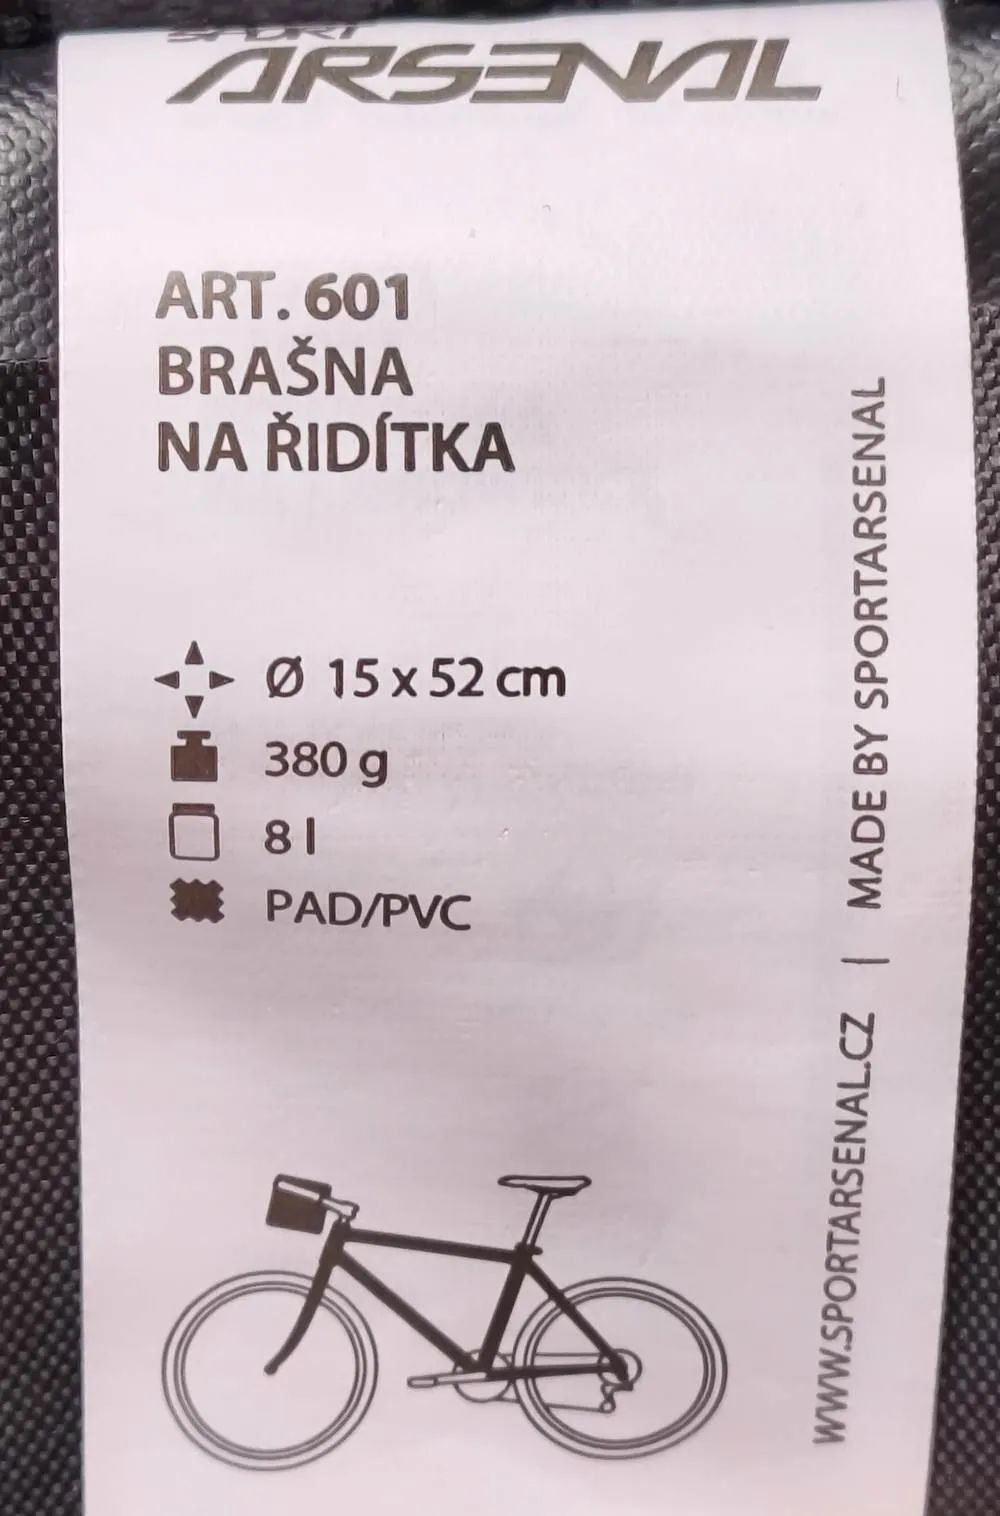 SPORT
ARSENAL
ART. 601
BRAŠNA
NA ŘIDÍTKA
Ø 15 x 52 cm
380 g
8 l
PAD/PVC
WWW.SPORTARSENAL.CZ | MADE BY SPORTARSENAL